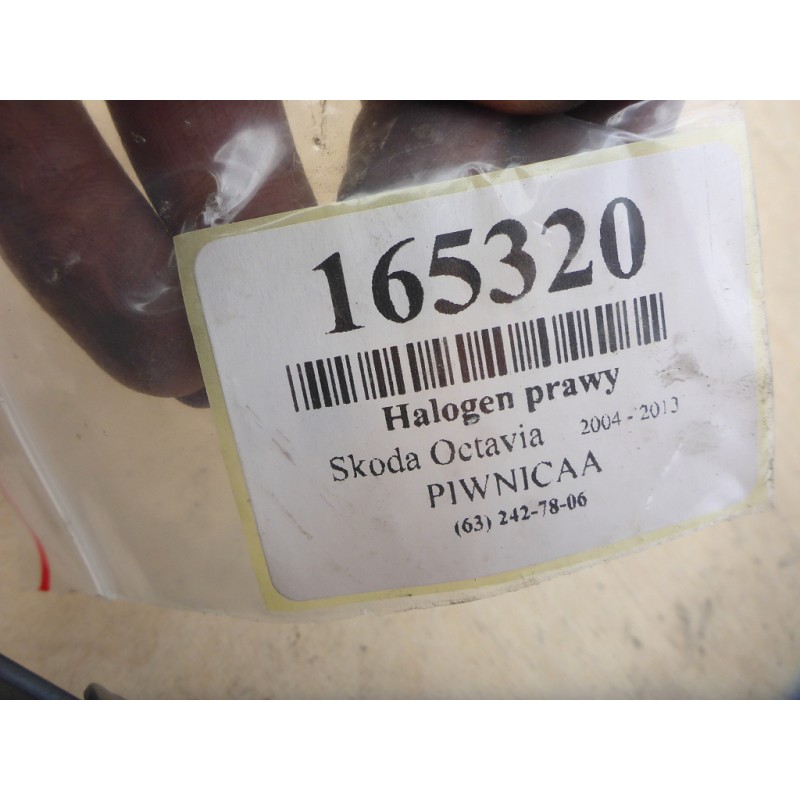 165320
Halogen prawy
Skoda Octavia 2004 - 2013
PIWNICAA
(63) 242-78-06